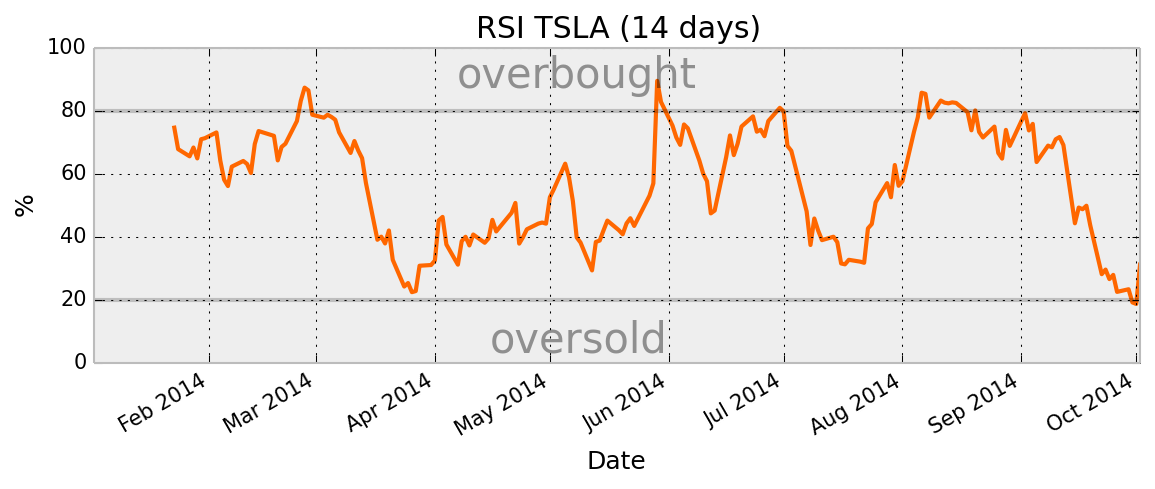 RSI TSLA (14 days)
100
80
60
40
20
0
%
overbought
oversold
Feb 2014
Mar 2014
Apr 2014
May 2014
Jun 2014
Jul 2014
Aug 2014
Sep 2014
Oct 2014
Date